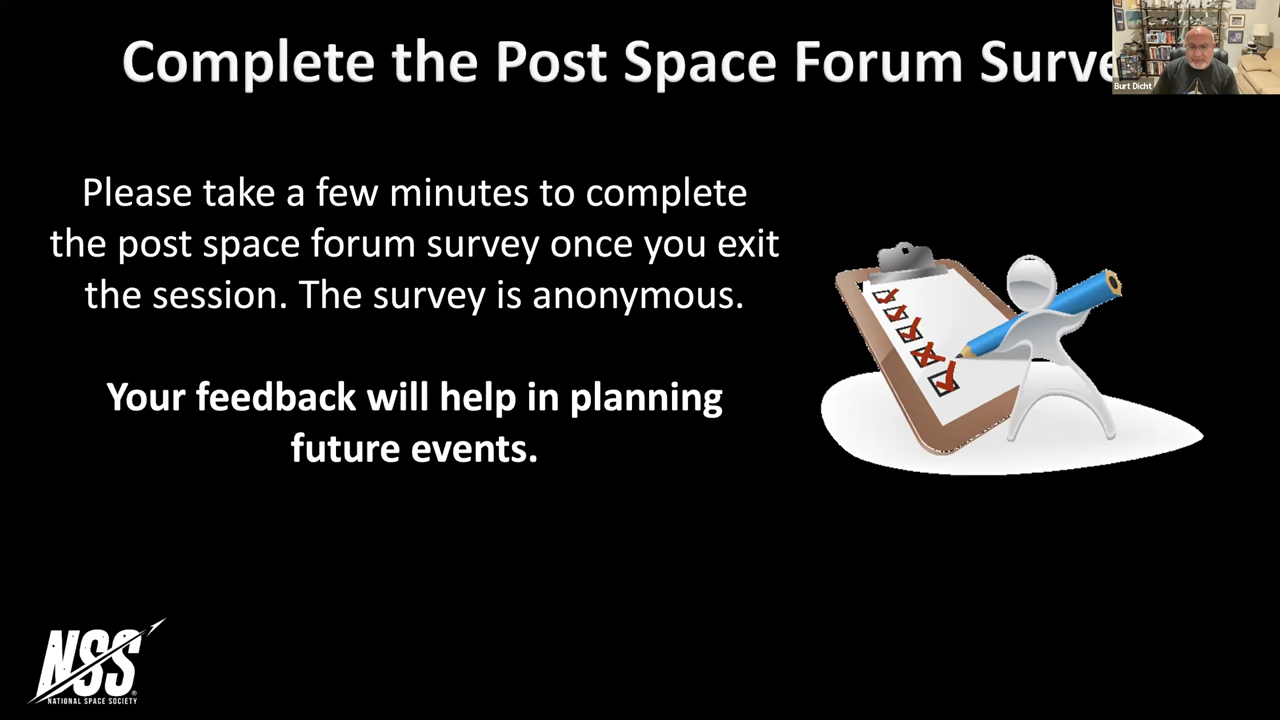 Complete the Post Space Forum Surve
Burt Dicht
Please take a few minutes to complete
the post space forum survey once you exit
the session. The survey is anonymous.
Your feedback will help in planning
future events.
NSS
NATIONAL SPACE SOCIETY